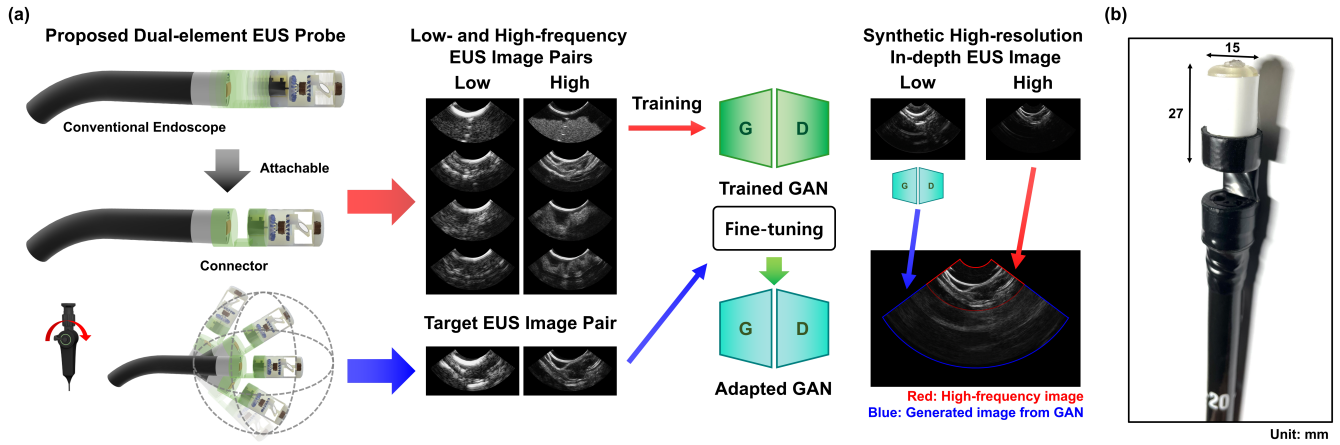 (a)
Proposed Dual-element EUS Probe
Conventional Endoscope
Attachable
Connector
Low- and High-frequency
EUS Image Pairs
Low
High
Target EUS Image Pair
Training
G
D
Trained GAN
Fine-tuning
G
D
Adapted GAN
Synthetic High-resolution
In-depth EUS Image
Low
High
G
D
Red: High-frequency image
Blue: Generated image from GAN
(b)
15
27
20
Unit: mm